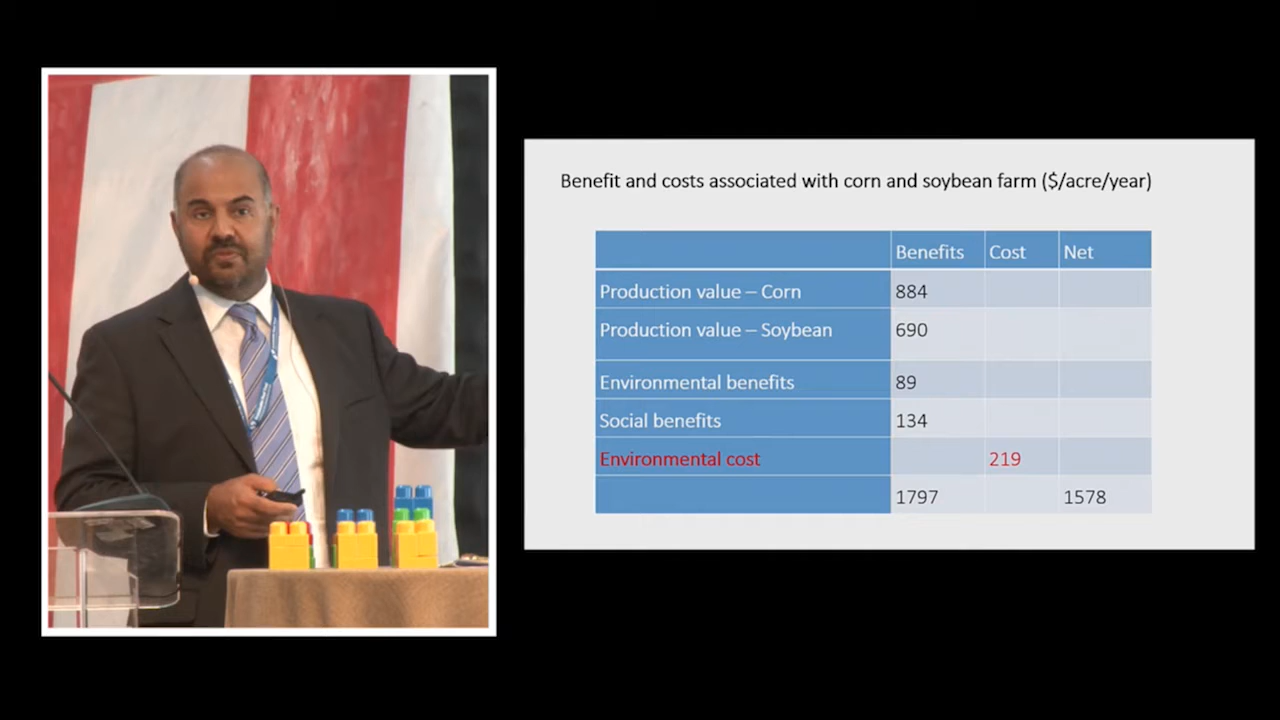 Benefit and costs associated with corn and soybean farm ($/acre/year)
Benefits Cost Net
Production value – Corn 884
Production value – Soybean 690
Environmental benefits 89
Social benefits 134
Environmental cost 219
1797 1578